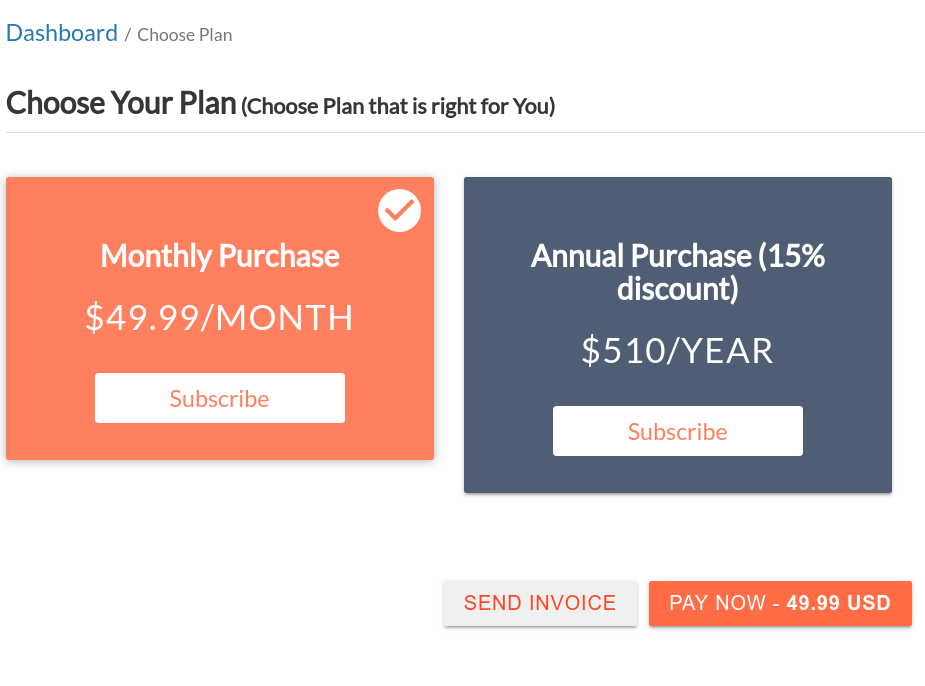 Dashboard / Choose Plan
Choose Your Plan (Choose Plan that is right for You)
Monthly Purchase
$49.99/MONTH
Subscribe
Annual Purchase (15%
discount)
$510/YEAR
Subscribe
SEND INVOICE
PAY NOW - 49.99 USD